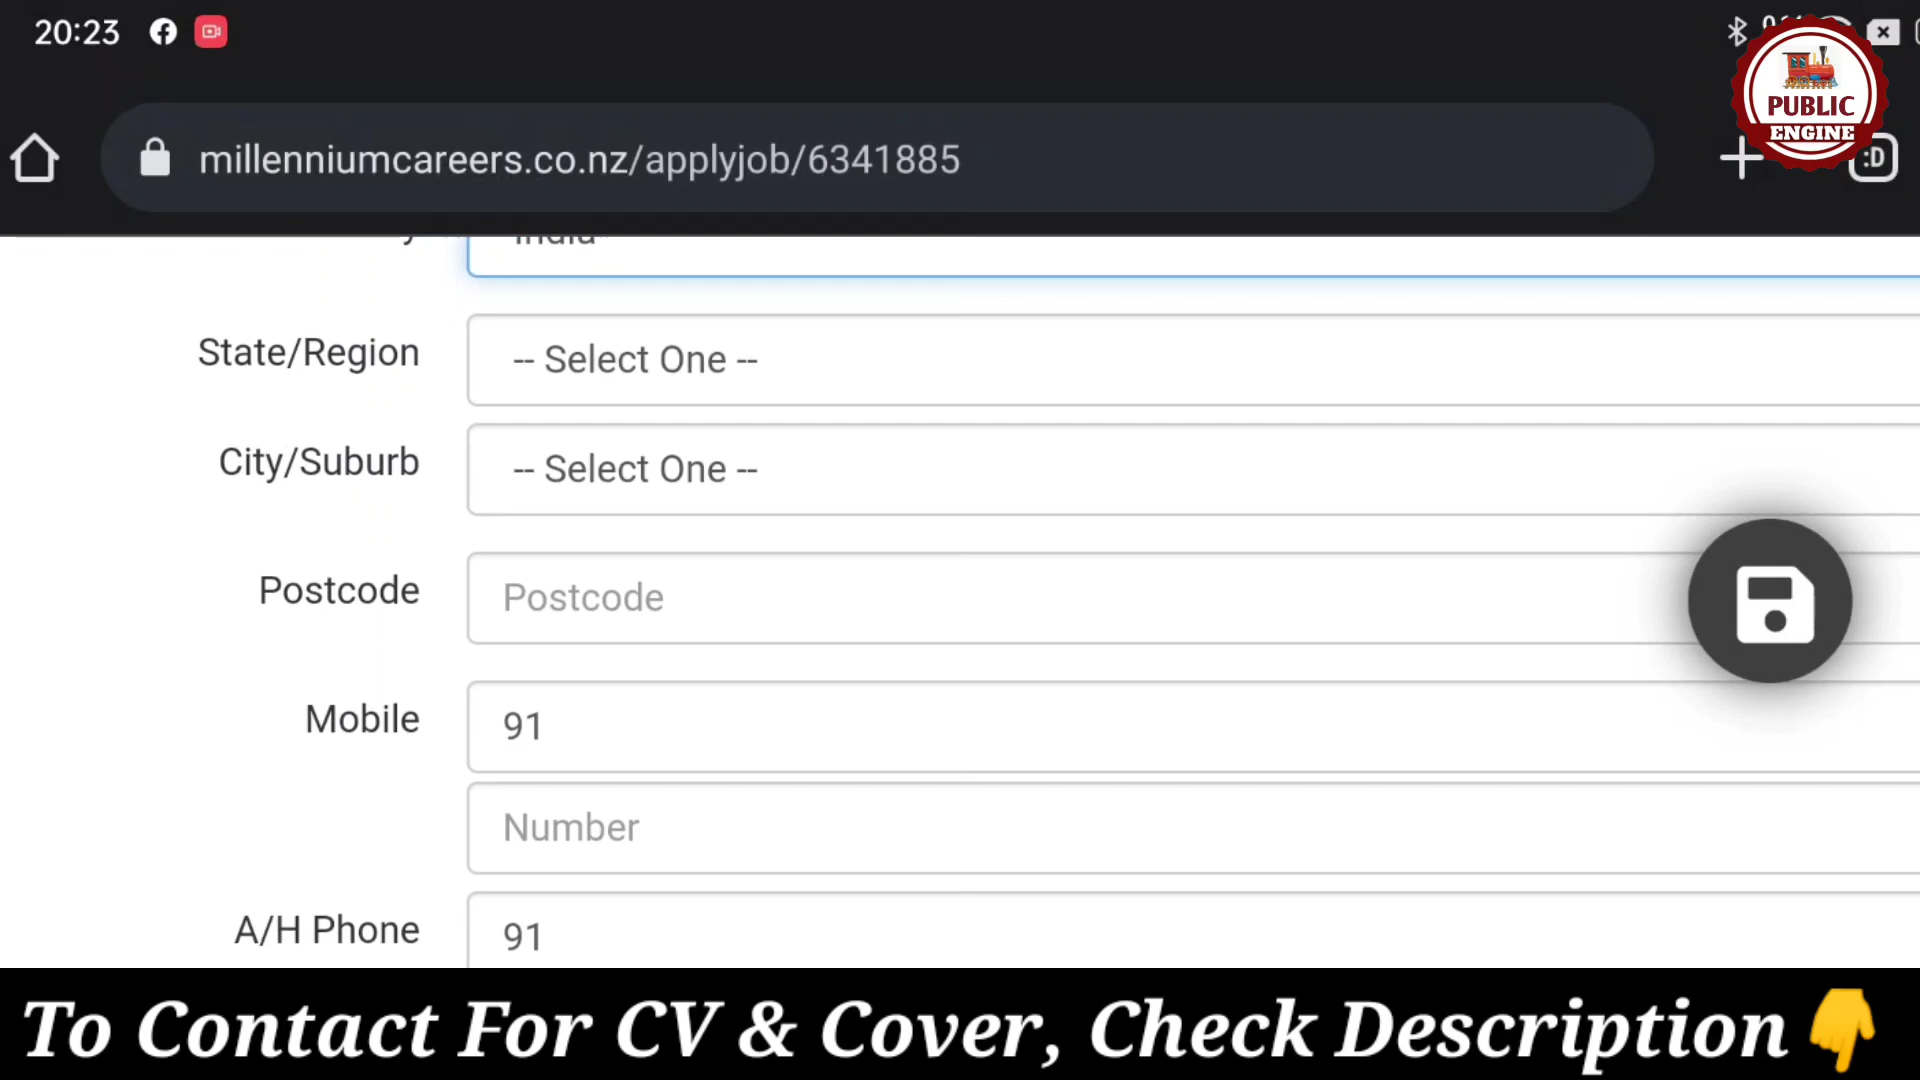 20:23
PUBLIC
ENGINE
millenniumcareers.co.nz/applyjob/6341885
:D
India
State/Region
-- Select One --
City/Suburb
-- Select One --
Postcode
Postcode
Mobile
91
Number
A/H Phone
91
To Contact For CV & Cover, Check Description